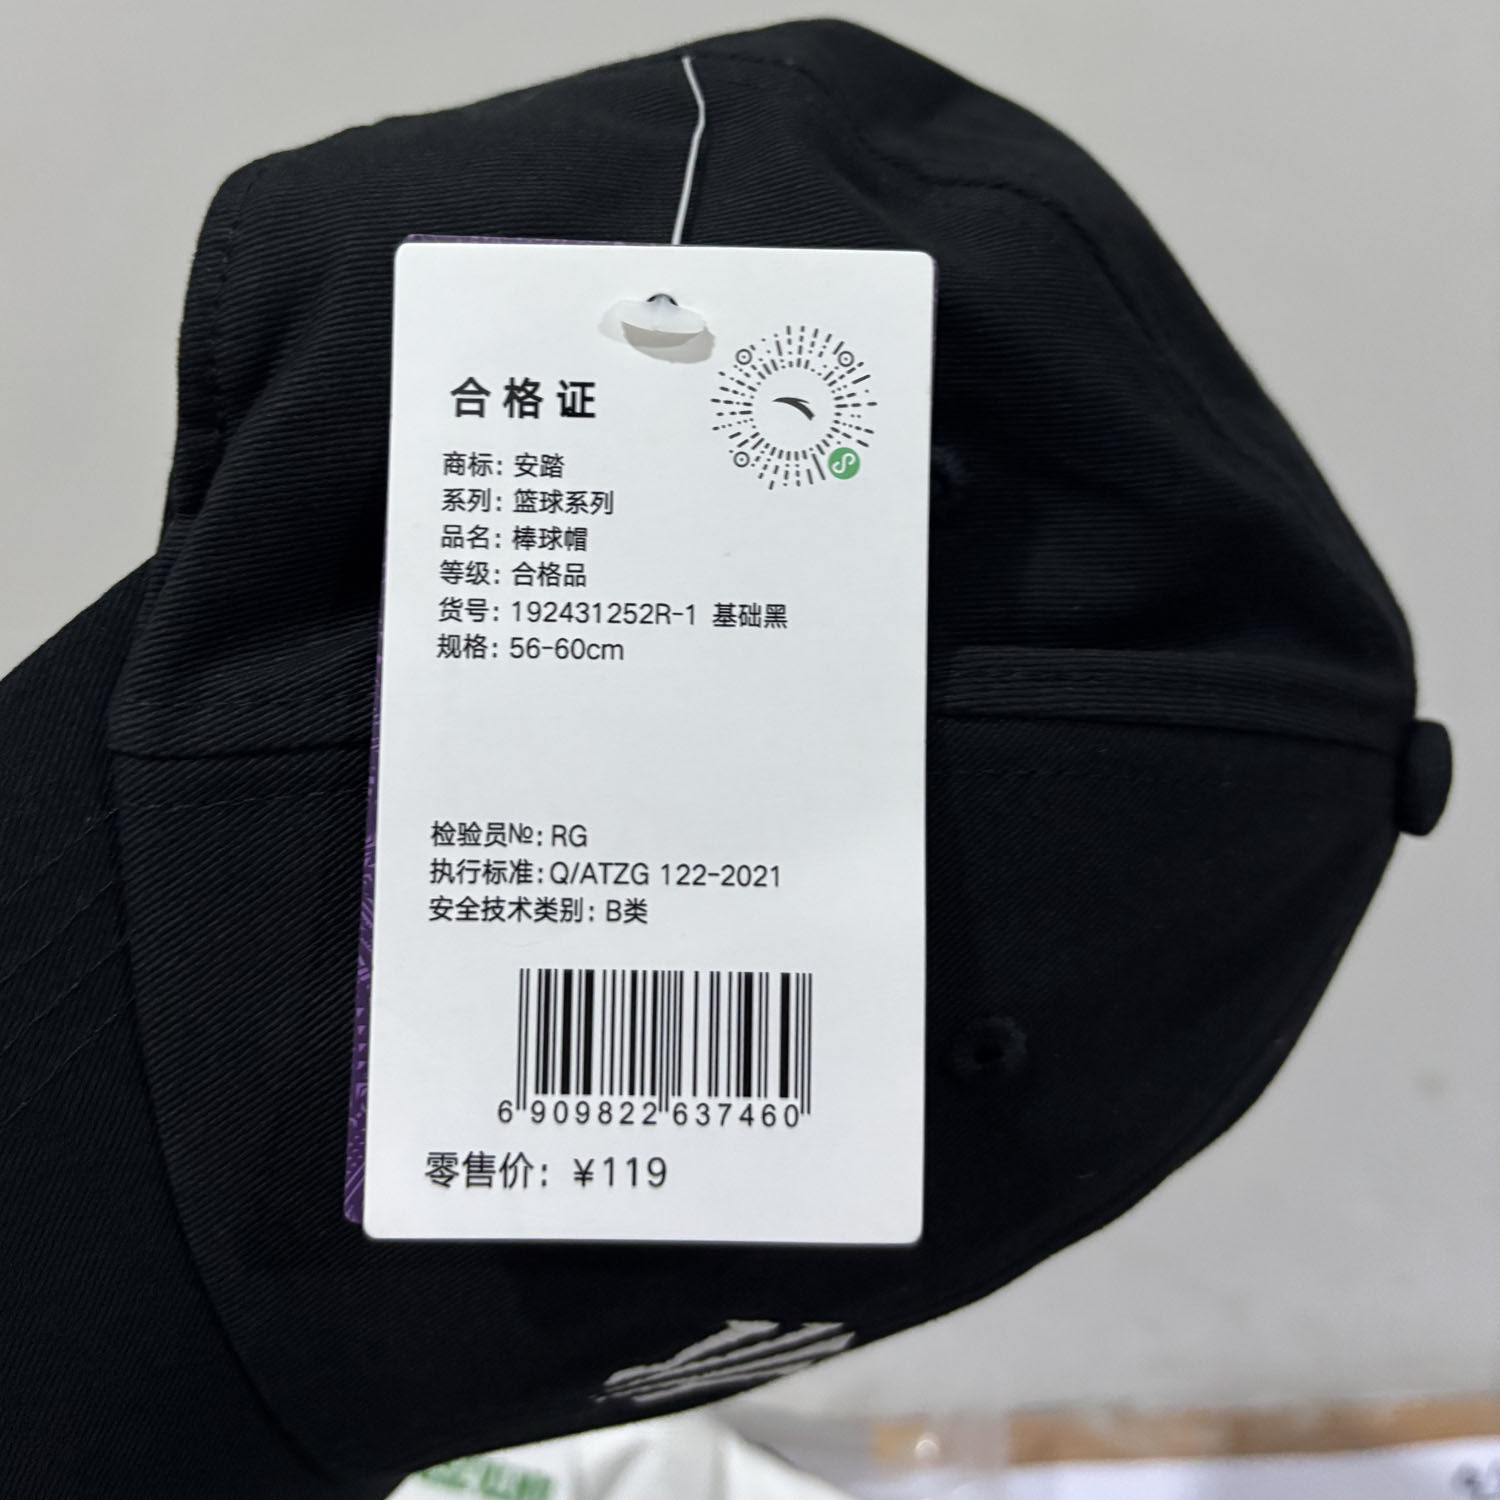 合格证
商标: 安踏
系列: 篮球系列
品名: 棒球帽
等级: 合格品
货号: 192431252R-1 基础黑
规格: 56-60cm
检验员№: RG
执行标准: Q/ATZG 122-2021
安全技术类别: B类
6 909822 637460
零售价: ¥119